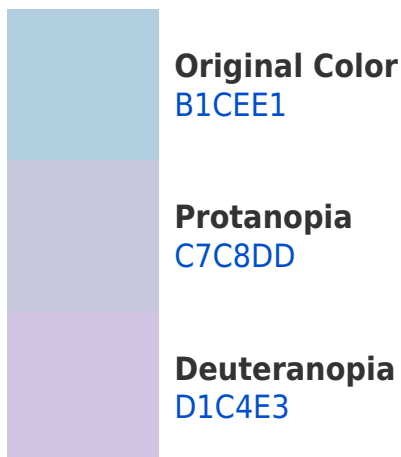 Original Color
B1CEE1
Protanopia
C7C8DD
Deuteranopia
D1C4E3